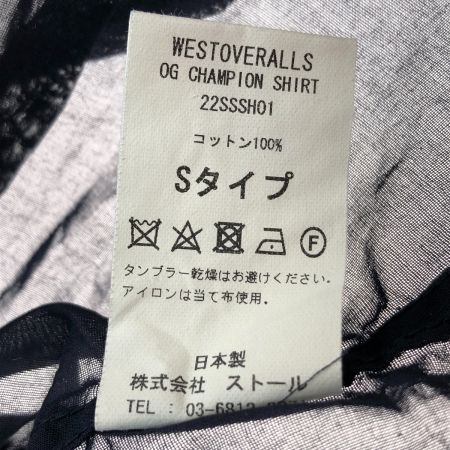 WESTOVERALLS
OG CHAMPION SHIRT
22SSSH01
コットン100%
Sタイプ
F
タンブラー乾燥はお避けください.
アイロンは当て布使用.
日本製
株式会社 ストール
TEL : 03-6812-